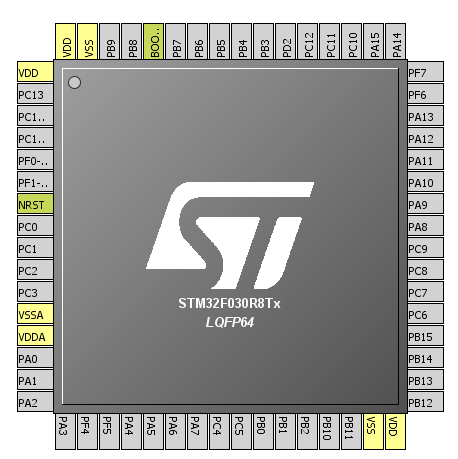 VDD
VSS
PB9
PB8
BOO..
PB7
PB6
PB5
PB4
PB3
PD2
PC12
PC11
PC10
PA15
PA14
VDD
PC13
PC1..
PC1..
PF0-..
PF1-..
NRST
PC0
PC1
PC2
PC3
VSSA
VDDA
PA0
PA1
PA2
ST
STM32F030R8Tx
LQFP64
PF7
PF6
PA13
PA12
PA11
PA10
PA9
PA8
PC9
PC8
PC7
PC6
PB15
PB14
PB13
PB12
PA3
PF4
PF5
PA4
PA5
PA6
PA7
PC4
PC5
PB0
PB1
PB2
PB10
PB11
VSS
VDD